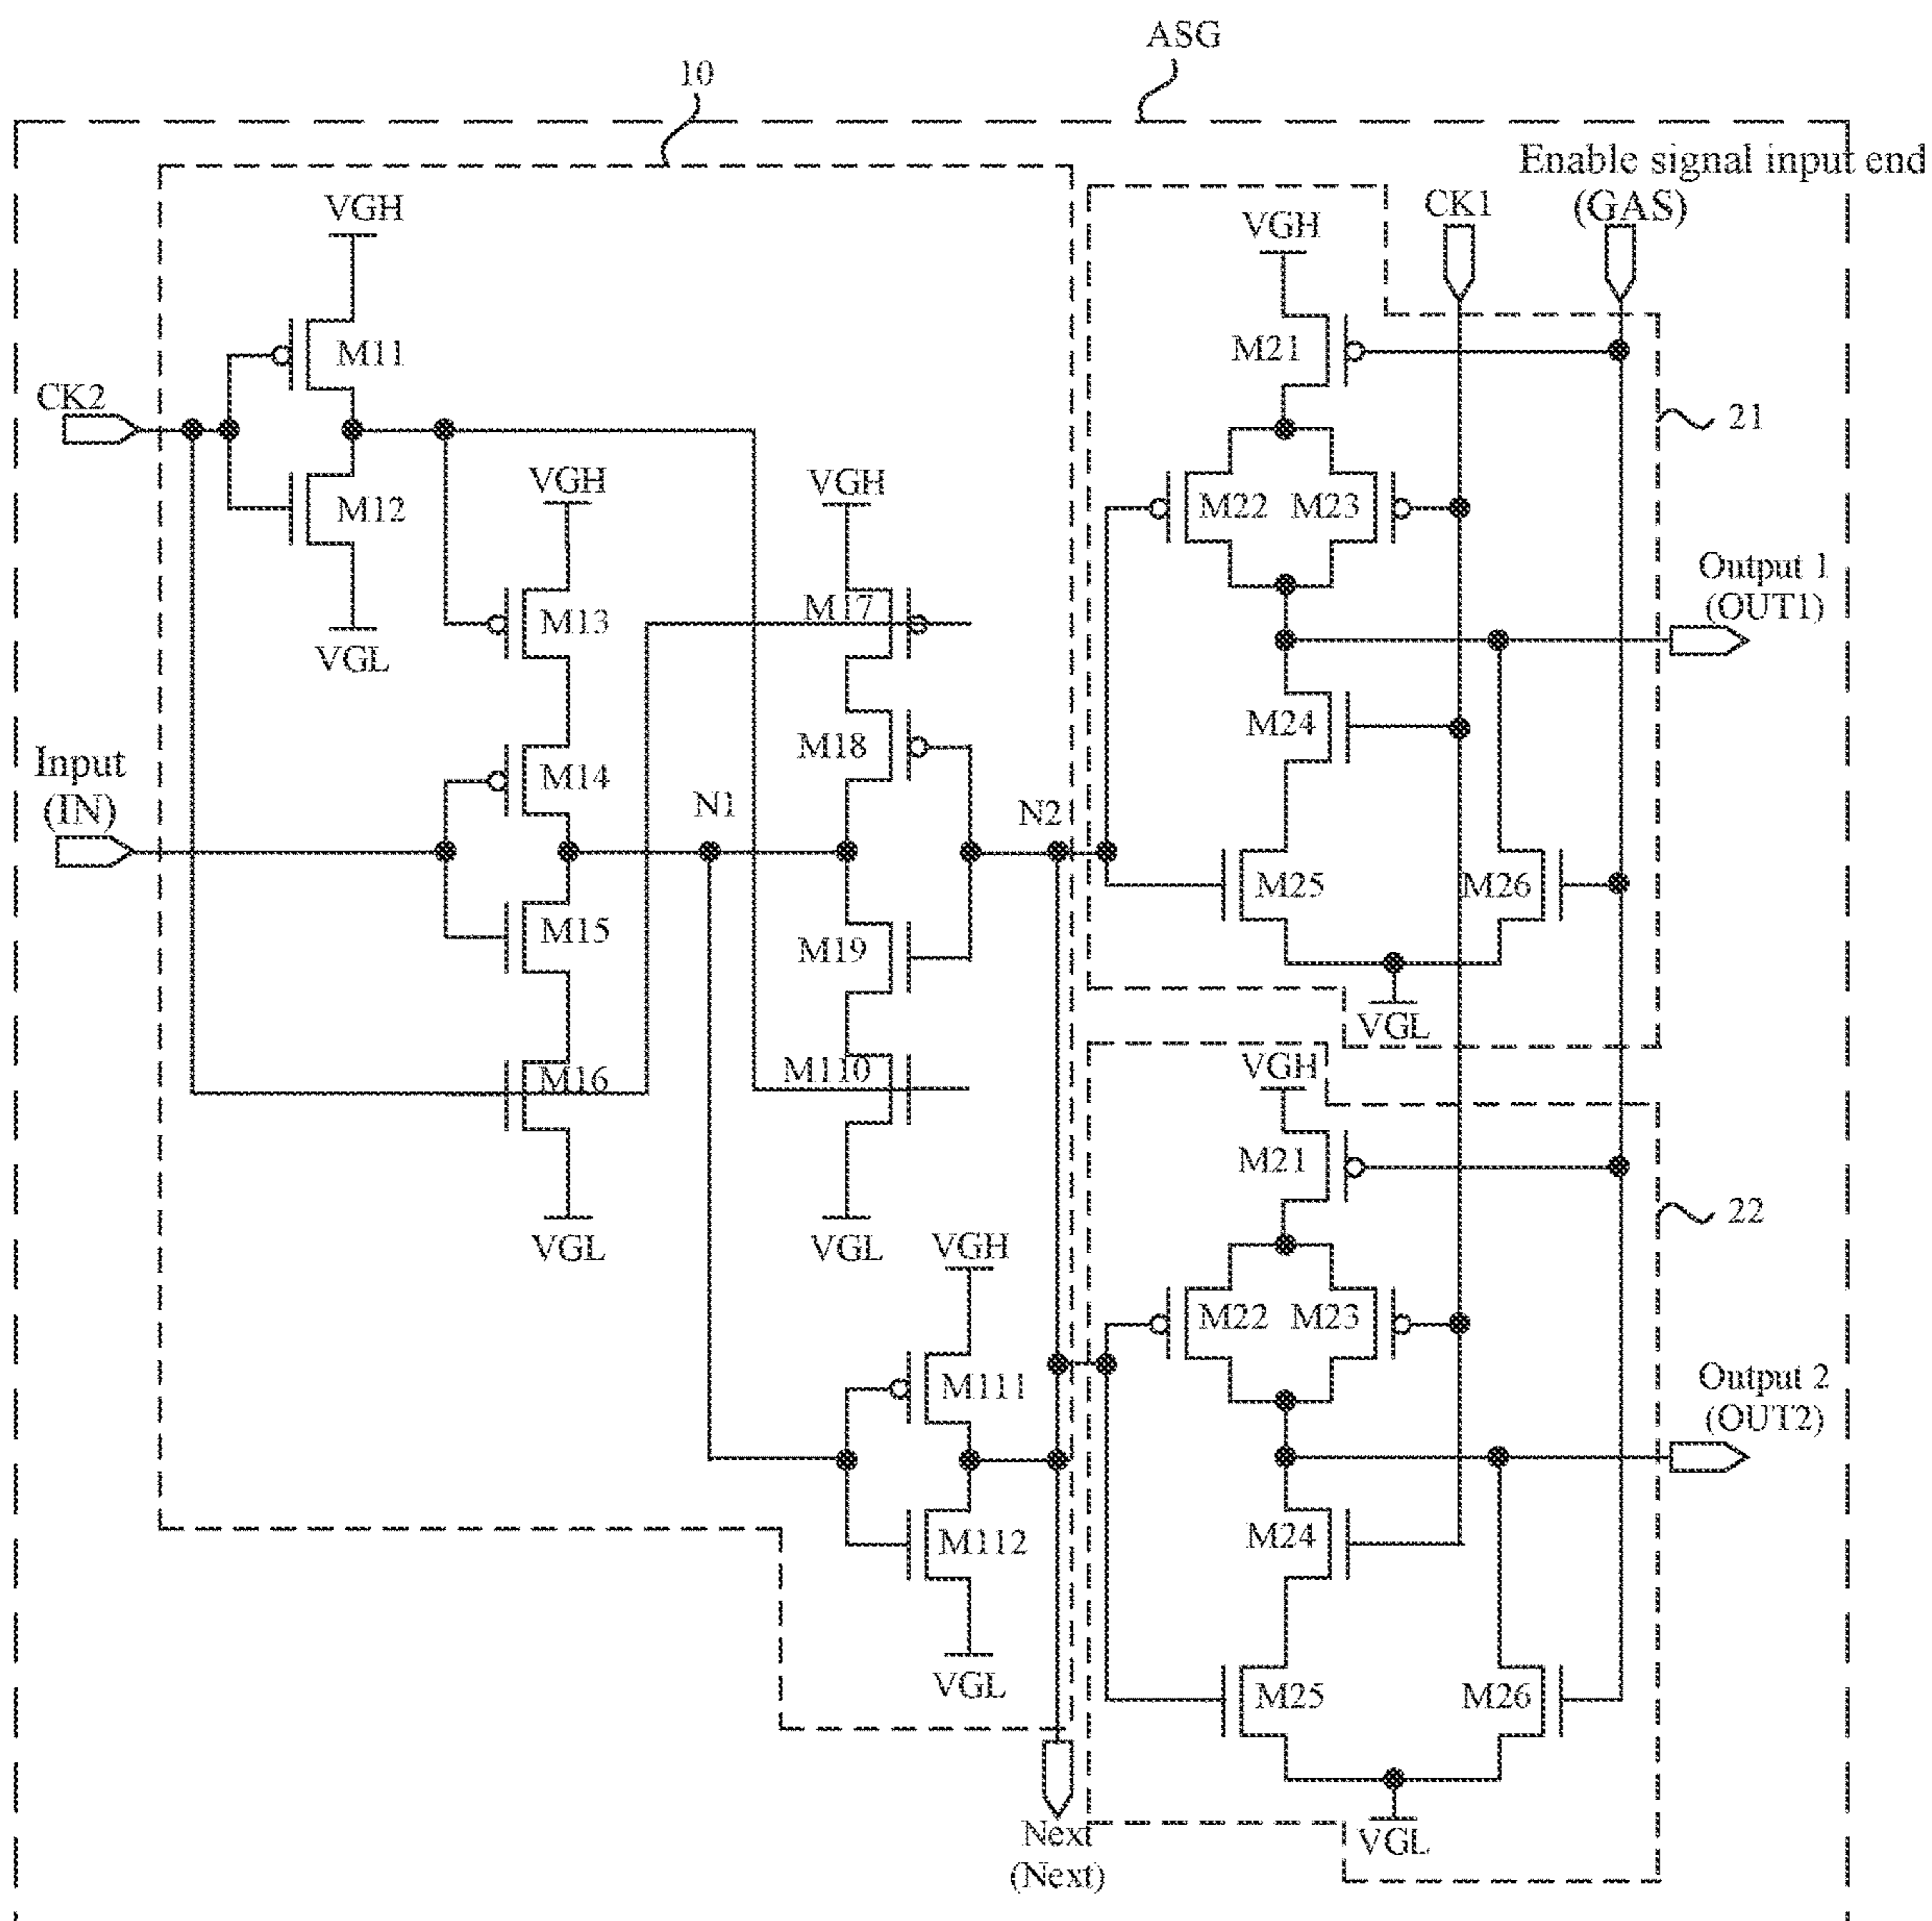 ASG
10
Enable signal input end
(GAS)
CK1
VGH
VGH
M11
M21
CK2
21
M12
VGH
VGH
M22
M23
Output 1
(OUT1)
M13
M17
VGL
M24
M18
Input
(IN)
M14
N1
N2
M25
M26
M15
M19
VGL
M16
M110
VGH
M21
22
VGL
VGL
VGH
M22
M23
Output 2
(OUT2)
M111
M24
M112
VGL
M25
M26
Next
(Next)
VGL